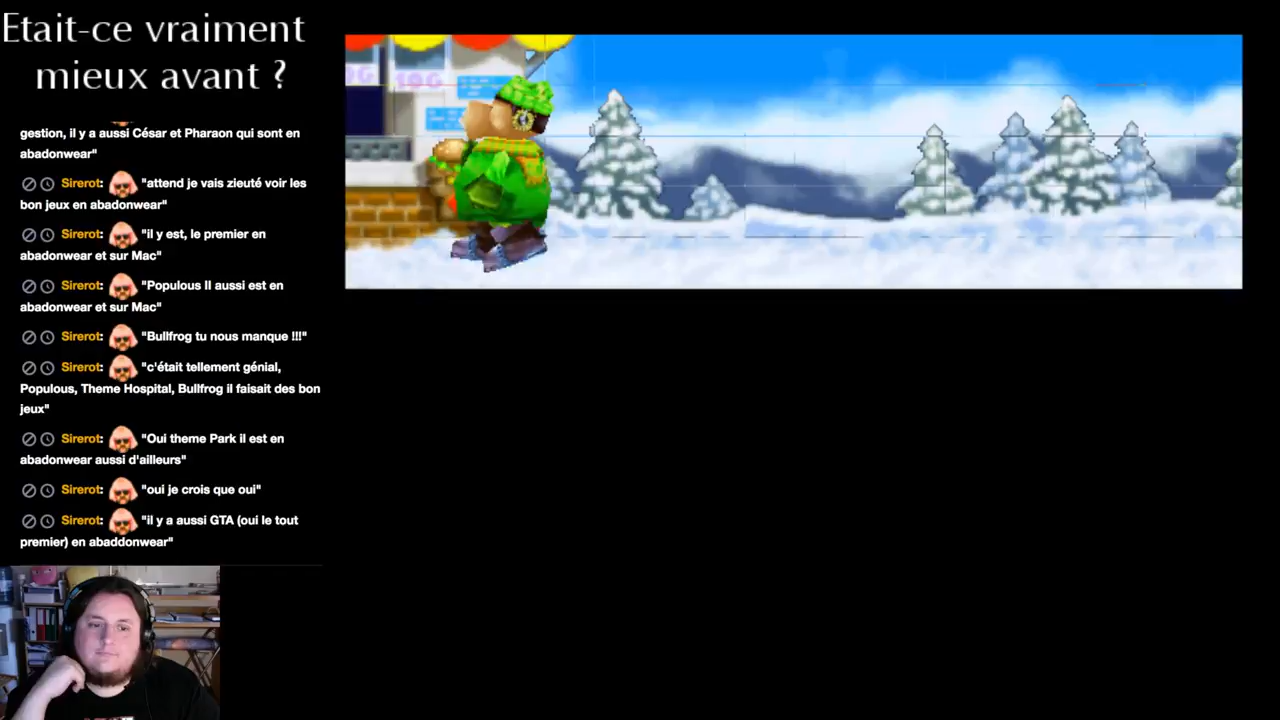 Etait-ce vraiment
mieux avant ?
gestion, il y a aussi César et Pharaon qui sont en
abadonwear"
Sirerot: "attend je vais zieuté voir les
bon jeux en abadonwear"
Sirerot: "il y est, le premier en
abadonwear et sur Mac"
Sirerot: "Populous II aussi est en
abadonwear et sur Mac"
Sirerot: "Bullfrog tu nous manque !!!"
Sirerot: "c'était tellement génial,
Populous, Theme Hospital, Bullfrog il faisait des bon
jeux"
Sirerot: "Oui theme Park il est en
abadonwear aussi d'ailleurs"
Sirerot: "oui je crois que oui"
Sirerot: "il y a aussi GTA (oui le tout
premier) en abaddonwear"
10G